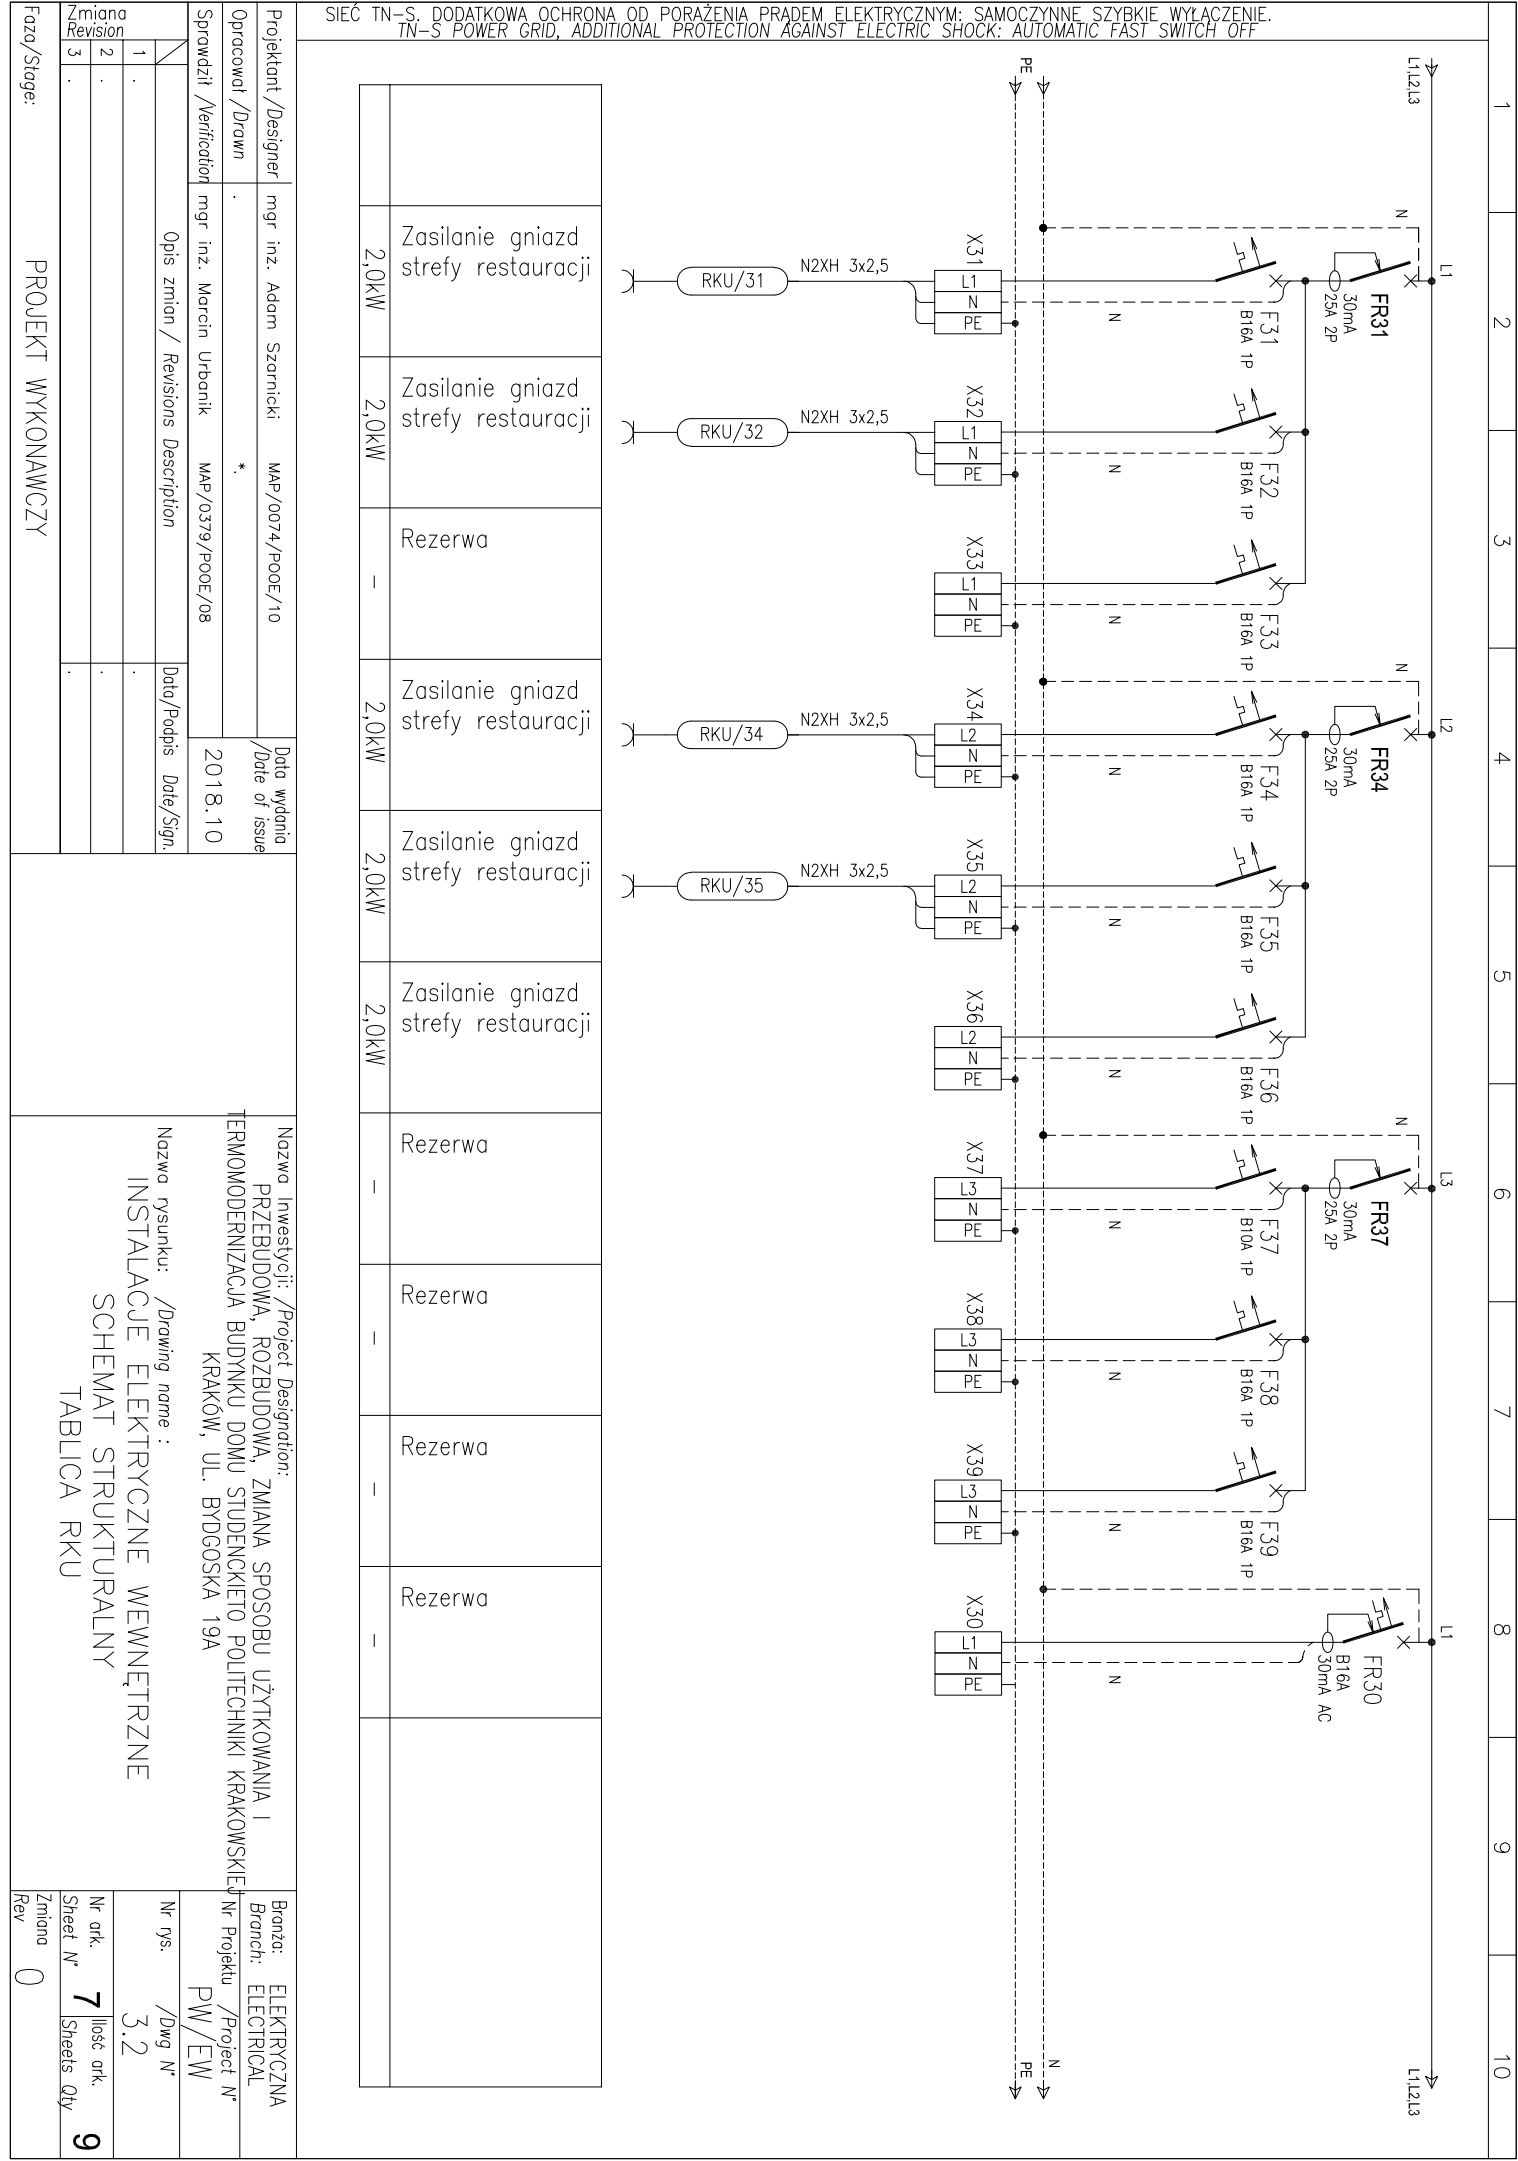 SIEĆ TN-S. DODATKOWA OCHRONA OD PORAŻENIA PRĄDEM ELEKTRYCZNYM: SAMOCZYNNE SZYBKIE WYŁĄCZENIE.
TN-S POWER GRID, ADDITIONAL PROTECTION AGAINST ELECTRIC SHOCK: AUTOMATIC FAST SWITCH OFF
1
2
3
4
5
6
7
8
9
10
L1,L2,L3
L1,L2,L3
PE
N
PE
N
L1
FR31
30mA
25A 2P
F31
B16A 1P
N
X31
L1
N
PE
N2XH 3x2,5
RKU/31
Zasilanie gniazd
strefy restauracji
2,0kW
F32
B16A 1P
N
X32
L1
N
PE
N2XH 3x2,5
RKU/32
Zasilanie gniazd
strefy restauracji
2,0kW
F33
B16A 1P
N
X33
L1
N
PE
Rezerwa
-
N
L2
FR34
30mA
25A 2P
F34
B16A 1P
N
X34
L2
N
PE
N2XH 3x2,5
RKU/34
Zasilanie gniazd
strefy restauracji
2,0kW
F35
B16A 1P
N
X35
L2
N
PE
N2XH 3x2,5
RKU/35
Zasilanie gniazd
strefy restauracji
2,0kW
F36
B16A 1P
N
X36
L2
N
PE
Zasilanie gniazd
strefy restauracji
2,0kW
N
L3
FR37
30mA
25A 2P
F37
B10A 1P
N
X37
L3
N
PE
Rezerwa
-
F38
B16A 1P
N
X38
L3
N
PE
Rezerwa
-
F39
B16A 1P
N
X39
L3
N
PE
Rezerwa
-
L1
FR30
B16A
30mA AC
N
X30
L1
N
PE
Rezerwa
-
Projektant /Designer mgr inż. Adam Szarnicki MAP/0074/POOE/10
Opracował /Drawn . *.
Sprawdził /Verification mgr inż. Marcin Urbanik MAP/0379/POOE/08
Data wydania
/Date of issue
2018.10
Opis zmian / Revisions Description
Data/Podpis Date/Sign.
1 . .
2 . .
3 . .
Zmiana
Revision
Faza/Stage: PROJEKT WYKONAWCZY
Nazwa Inwestycji: /Project Designation:
PRZEBUDOWA, ROZBUDOWA, ZMIANA SPOSOBU UŻYTKOWANIA I
TERMOMODERNIZACJA BUDYNKU DOMU STUDENCKIETO POLITECHNIKI KRAKOWSKIEJ
KRAKÓW, UL. BYDGOSKA 19A
Nazwa rysunku: /Drawing name :
INSTALACJE ELEKTRYCZNE WEWNĘTRZNE
SCHEMAT STRUKTURALNY
TABLICA RKU
Branża: ELEKTRYCZNA
Branch: ELECTRICAL
Nr Projektu /Project N°
PW/EW
Nr rys. /Dwg N°
3.2
Nr ark.
Sheet N° 7
Ilość ark.
Sheets Qty 9
Zmiana
Rev 0